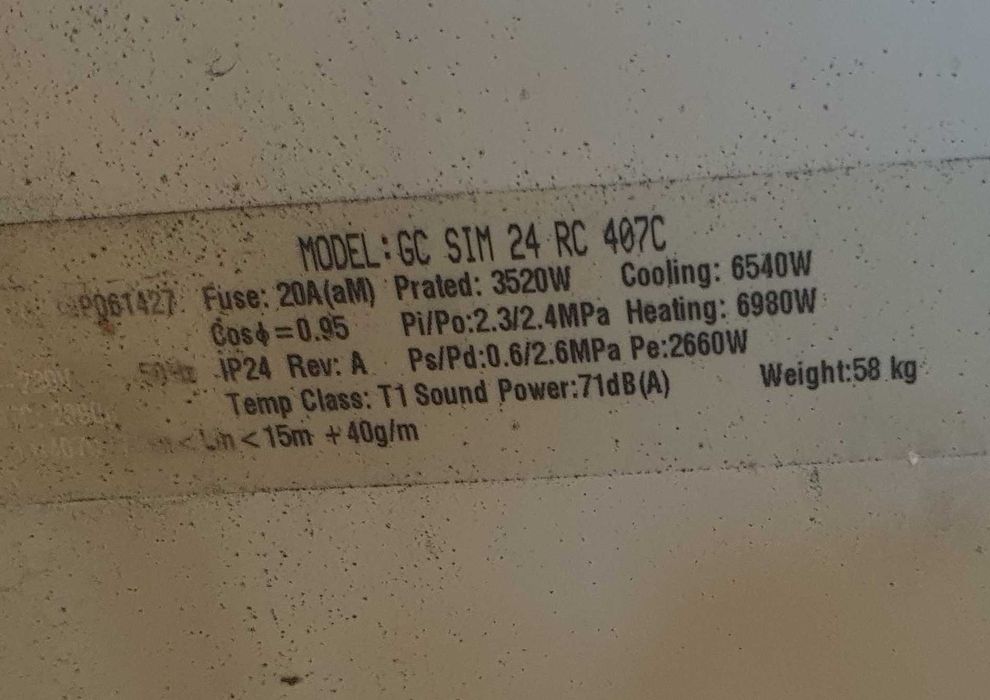 MODEL: GC SIM 24 RC 407C
P061427 Fuse: 20A(aM) Prated: 3520W Cooling: 6540W
Cosϕ=0.95 Pi/Po:2.3/2.4MPa Heating: 6980W
50Hz IP24 Rev: A Ps/Pd:0.6/2.6MPa Pe:2660W
Temp Class: T1 Sound Power:71dB(A) Weight:58 kg
<15m +40g/m